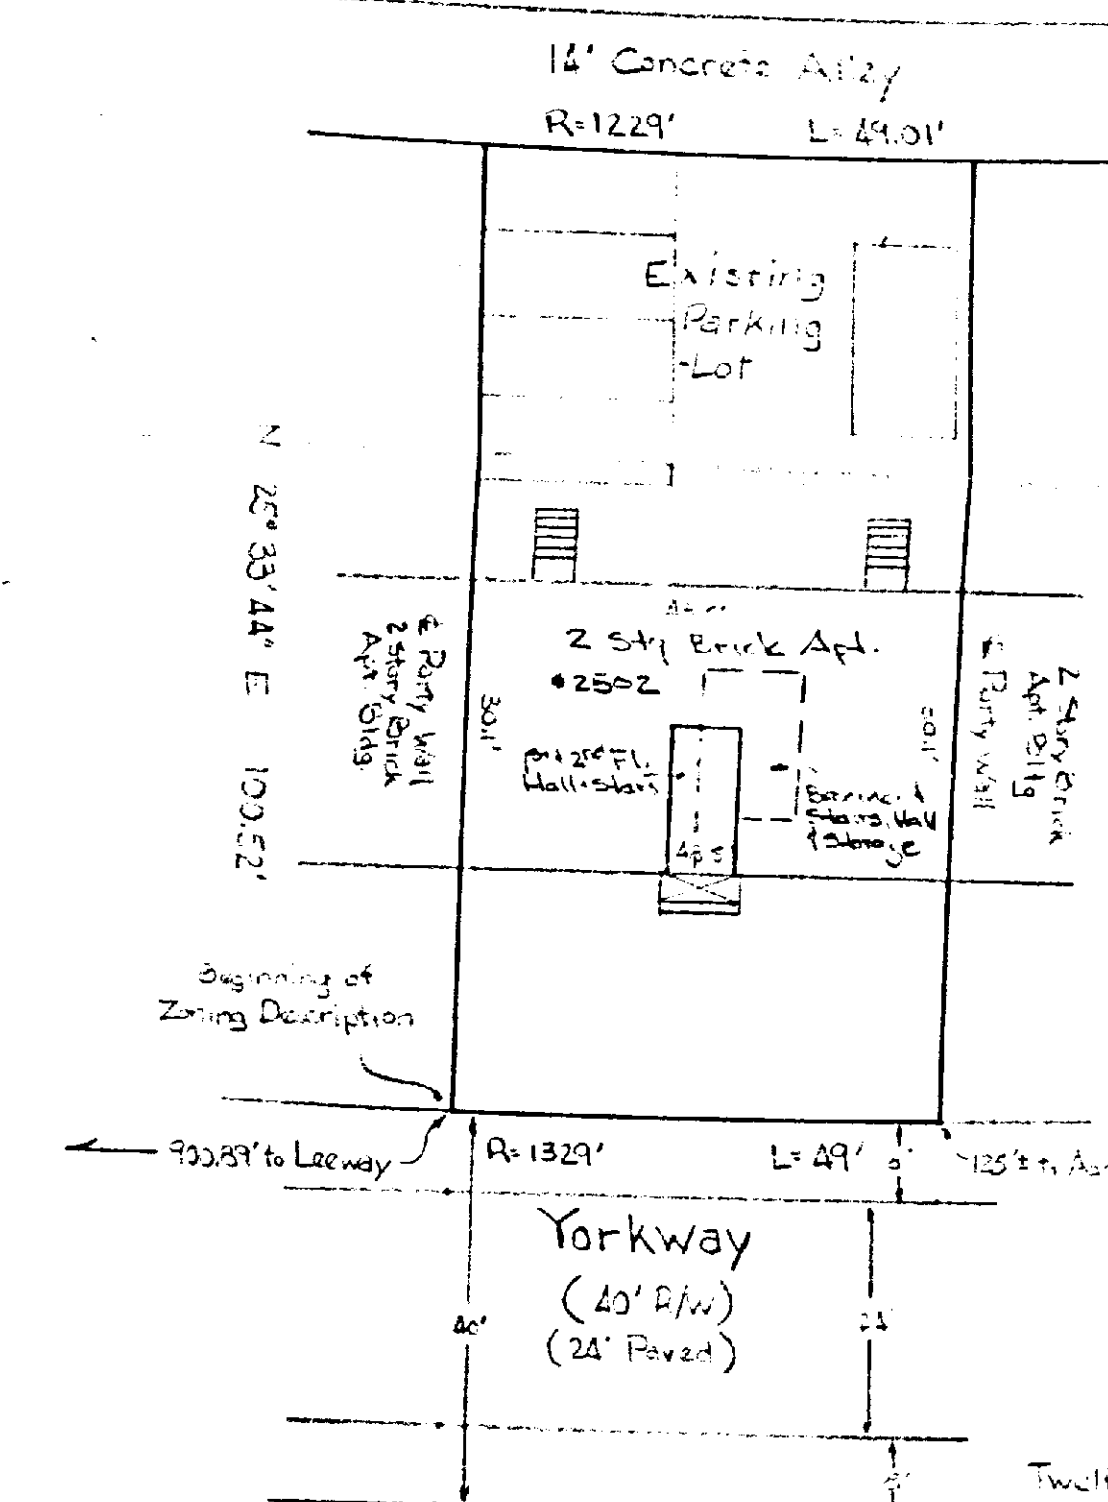 14' Concrete Alley
R=1229' L=49.01'
Existing
Parking
Lot
N 25° 33' 44" E 100.52'
2 Sty Brick Apt.
#2502
℄ Party Wall
2 Story Brick
Apt. Bldg.
30.1'
30.1'
℄ Party Wall
2 Story Brick
Apt. Bldg
2nd Fl.
Hall & Stairs
Stairs, Hall
& Storage
Beginning of
Zoning Description
to Leeway
R=1329' L=49'
125'± to
Yorkway
(40' R/W)
(24' Paved)
40'
24'